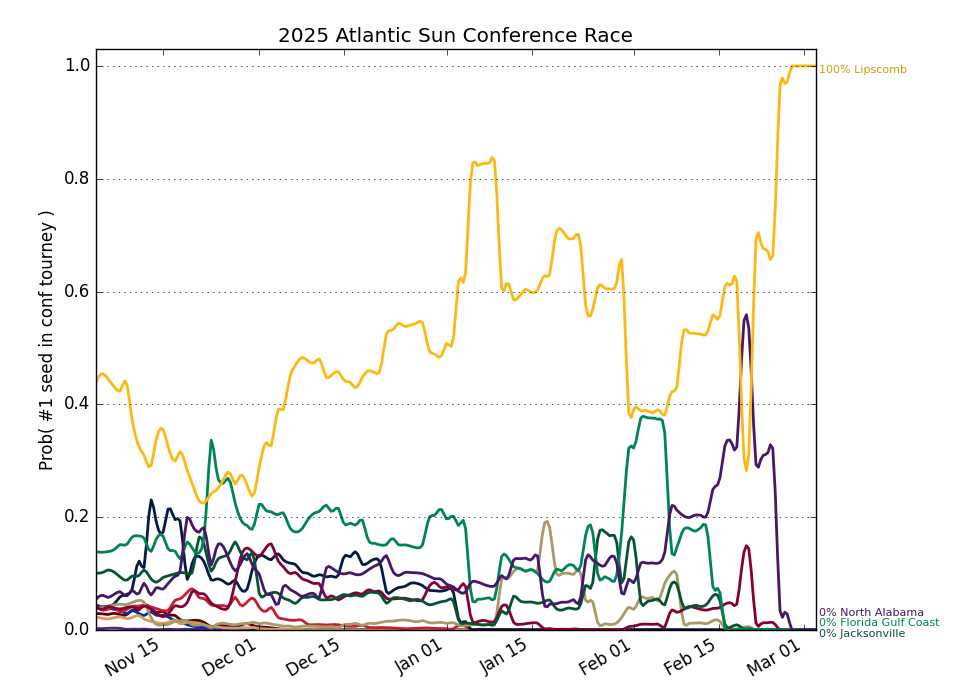 2025 Atlantic Sun Conference Race
Prob( #1 seed in conf tourney )
1.0
0.8
0.6
0.4
0.2
0.0
Nov 15
Dec 01
Dec 15
Jan 01
Jan 15
Feb 01
Feb 15
Mar 01
100% Lipscomb
0% North Alabama
0% Florida Gulf Coast
0% Jacksonville